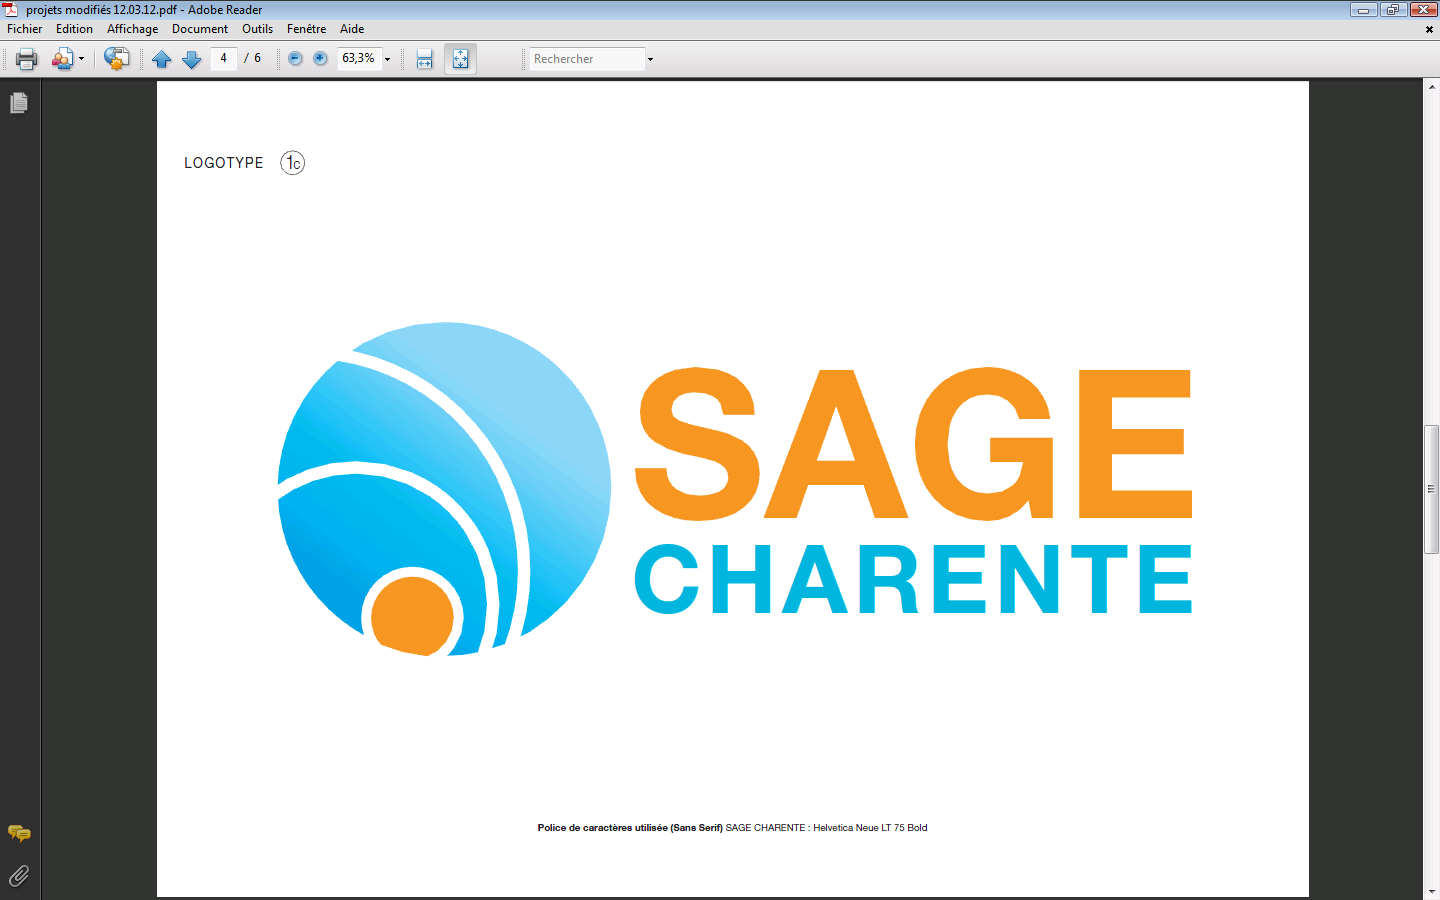 projets modifiés 12.03.12.pdf - Adobe Reader
Fichier Edition Affichage Document Outils Fenêtre Aide
4 / 6 63,3% Rechercher
LOGOTYPE 1c
SAGE
CHARENTE
Police de caractères utilisée (Sans Serif) SAGE CHARENTE : Helvetica Neue LT 75 Bold